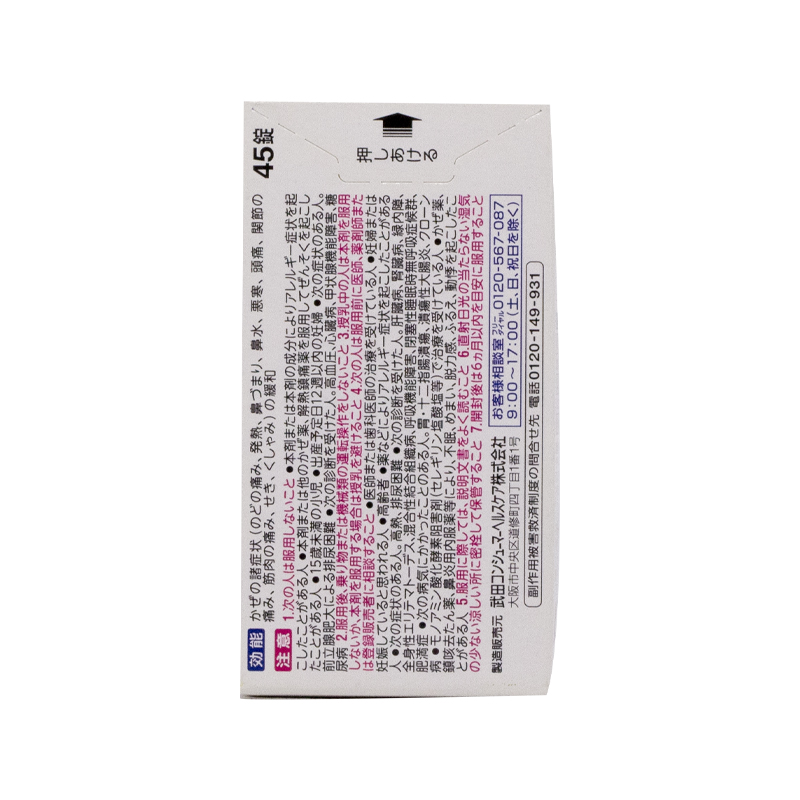 45錠
押しあける
効能 かぜの諸症状(のどの痛み、発熱、鼻づまり、鼻水、悪寒、頭痛、関節の
痛み、筋肉の痛み、せき、くしゃみ)の緩和
注意 1.次の人は服用しないこと ●本剤または本剤の成分によりアレルギー症状を起
こしたことがある人 ●本剤または他のかぜ薬、解熱鎮痛薬を服用してぜんそくを起こし
たことがある人 ●15歳未満の小児 ●出産予定日12週以内の妊婦 ●次の症状のある人。
前立腺肥大による排尿困難 ●次の診断を受けた人。高血圧、心臓病、甲状腺機能障害、糖
尿病 2.服用後、乗り物または機械類の運転操作をしないこと 3.授乳中の人は本剤を服用
しないか、本剤を服用する場合は授乳を避けること 4.次の人は服用前に医師、薬剤師また
は登録販売者に相談すること ●医師または歯科医師の治療を受けている人 ●妊婦または
妊娠していると思われる人 ●高齢者 ●薬などによりアレルギー症状を起こしたことがある
人 ●次の症状のある人。高熱、排尿困難 ●次の診断を受けた人。肝臓病、腎臓病、緑内障、
全身性エリテマトーデス、混合性結合組織病、呼吸機能障害、閉塞性睡眠時無呼吸症候群、
肥満症 ●次の病気にかかったことのある人。胃・十二指腸潰瘍、潰瘍性大腸炎、クローン
病 ●モノアミン酸化酵素阻害剤(セレギリン塩酸塩等)で治療を受けている人 ●かぜ薬、
鎮咳去たん薬、鼻炎用内服薬等により、不眠、めまい、脱力感、ふるえ、動悸を起こしたこ
とがある人 5.服用に際しては、説明文書をよく読むこと 6.直射日光の当たらない湿気
の少ない涼しい所に密栓して保管すること 7.開封後は6ヵ月以内を目安に服用すること
製造販売元 武田コンシューマーヘルスケア株式会社
大阪市中央区道修町四丁目1番1号
お客様相談室 フリーダイヤル 0120-567-087
9:00~17:00(土、日、祝日を除く)
副作用被害救済制度の問合せ先 電話0120-149-931